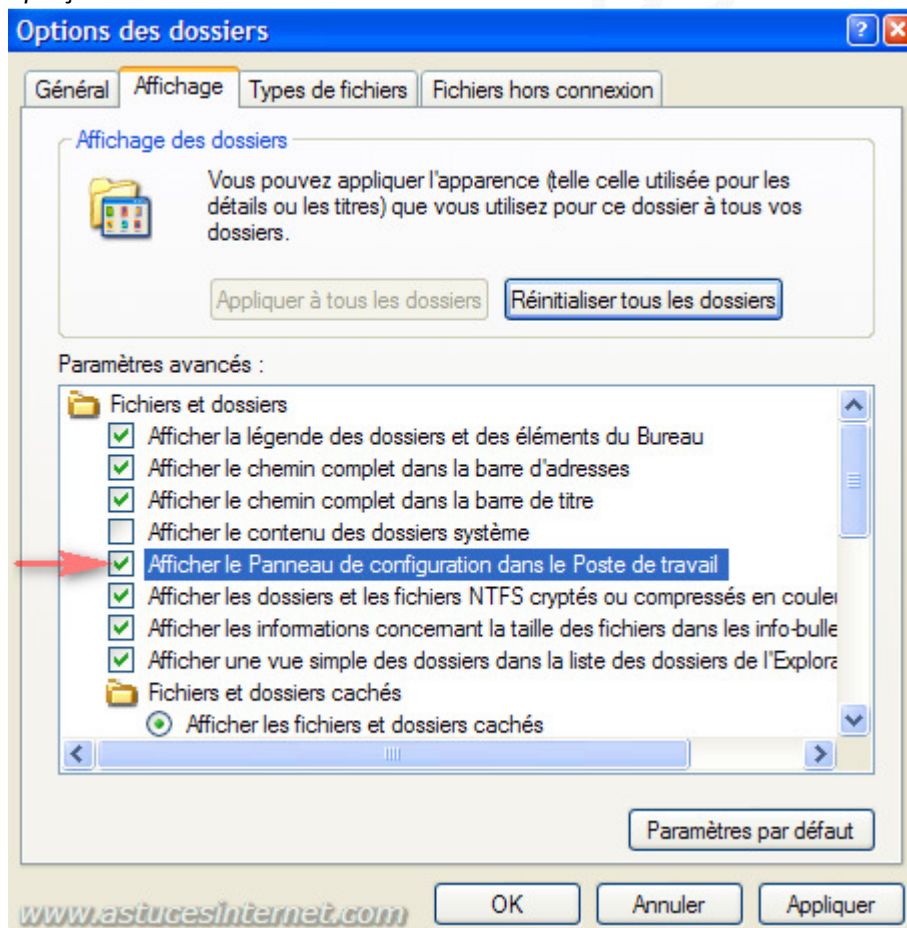 Options des dossiers
Général Affichage Types de fichiers Fichiers hors connexion
Affichage des dossiers
Vous pouvez appliquer l'apparence (telle celle utilisée pour les
détails ou les titres) que vous utilisez pour ce dossier à tous vos
dossiers.
Appliquer à tous les dossiers Réinitialiser tous les dossiers
Paramètres avancés :
Fichiers et dossiers
Afficher la légende des dossiers et des éléments du Bureau
Afficher le chemin complet dans la barre d'adresses
Afficher le chemin complet dans la barre de titre
Afficher le contenu des dossiers système
Afficher le Panneau de configuration dans le Poste de travail
Afficher les dossiers et les fichiers NTFS cryptés ou compressés en couleu
Afficher les informations concernant la taille des fichiers dans les info-bulle
Afficher une vue simple des dossiers dans la liste des dossiers de l'Explora
Fichiers et dossiers cachés
Afficher les fichiers et dossiers cachés
Paramètres par défaut
OK Annuler Appliquer
www.astucesinternet.com